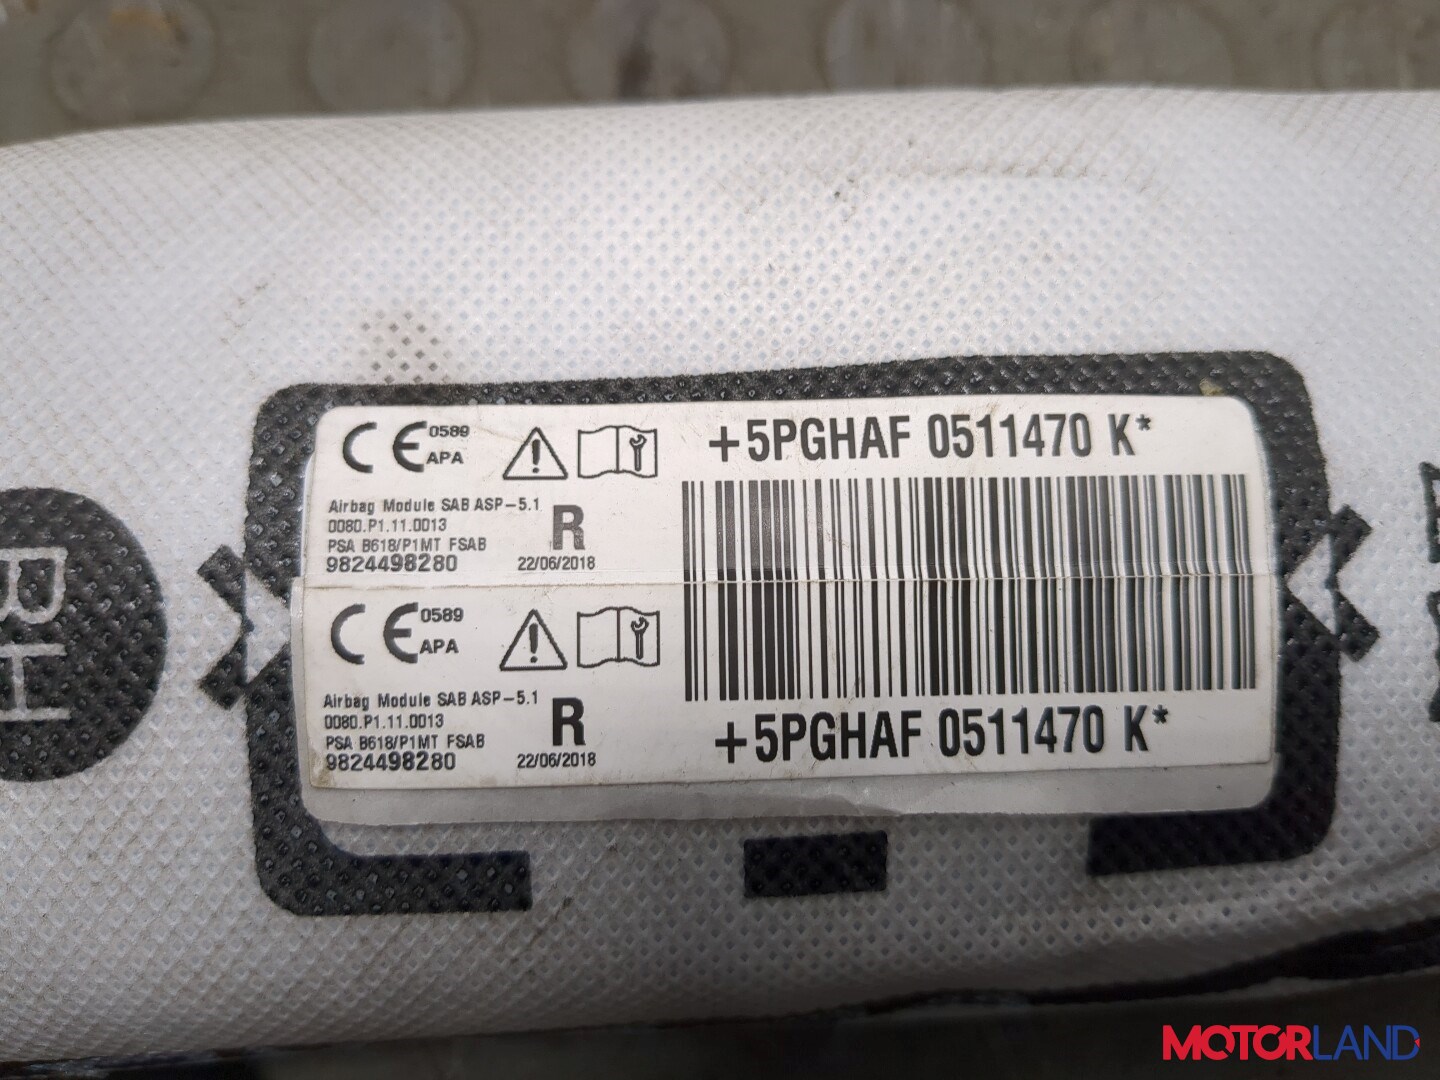 CE 0589
APA
+5PGHAF 0511470 K*
Airbag Module SAB ASP-5.1
0080.P1.11.0013
R
PSA B618/P1MT FSAB
9824498280
22/06/2018
CE 0589
APA
Airbag Module SAB ASP-5.1
0080.P1.11.0013
R
PSA B618/P1MT FSAB
9824498280
22/06/2018
+5PGHAF 0511470 K*
RH
MOTORLAND